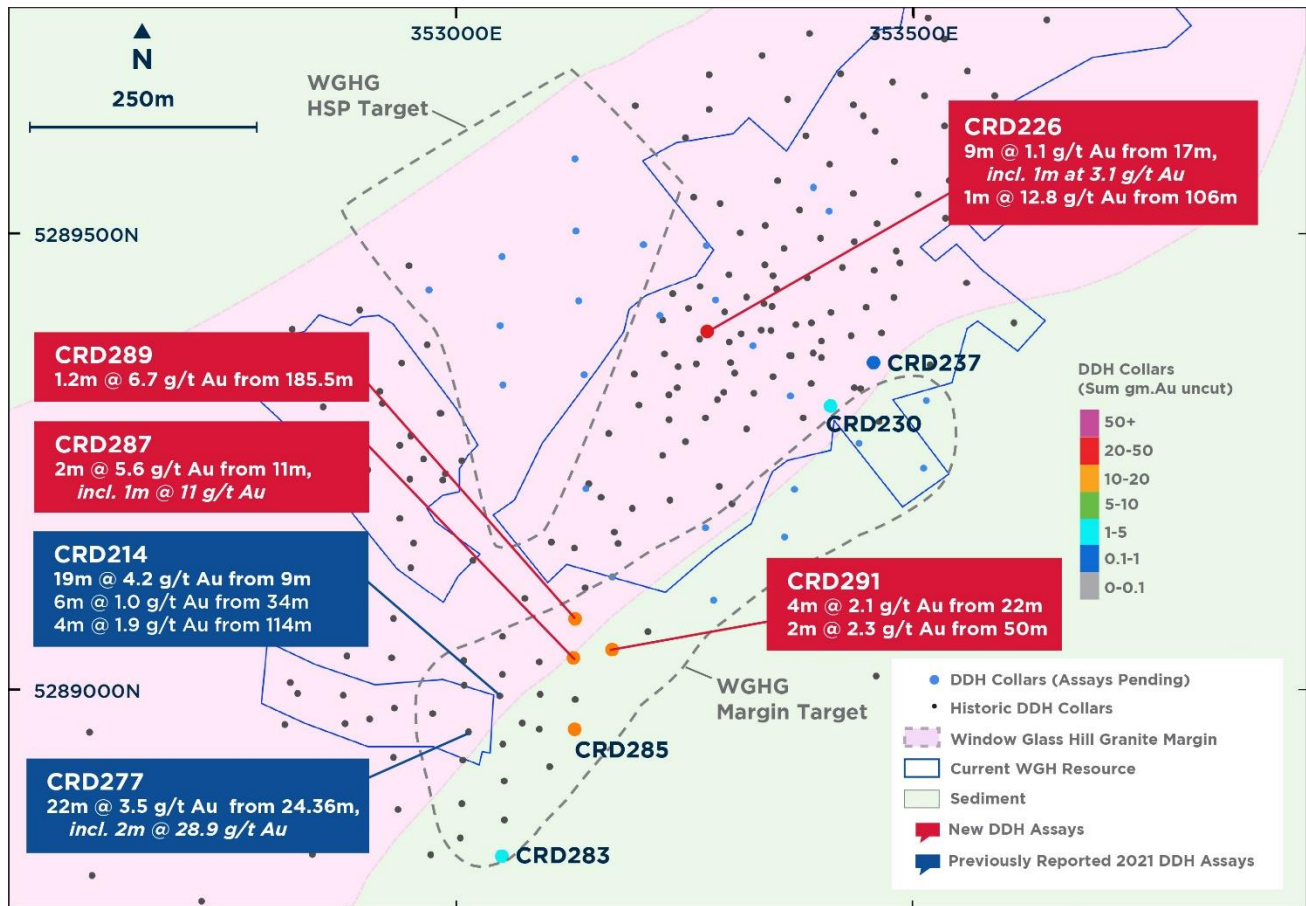 353000E
353500E
N
250m
WGHG
HSP Target
CRD226
9m @ 1.1 g/t Au from 17m,
incl. 1m at 3.1 g/t Au
1m @ 12.8 g/t Au from 106m
5289500N
CRD289
1.2m @ 6.7 g/t Au from 185.5m
CRD237
DDH Collars
(Sum gm.Au uncut)
50+
20-50
10-20
5-10
1-5
0.1-1
0-0.1
CRD230
CRD287
2m @ 5.6 g/t Au from 11m,
incl. 1m @ 11 g/t Au
CRD214
19m @ 4.2 g/t Au from 9m
6m @ 1.0 g/t Au from 34m
4m @ 1.9 g/t Au from 114m
CRD291
4m @ 2.1 g/t Au from 22m
2m @ 2.3 g/t Au from 50m
5289000N
WGHG
Margin Target
CRD285
CRD277
22m @ 3.5 g/t Au from 24.36m,
incl. 2m @ 28.9 g/t Au
CRD283
DDH Collars (Assays Pending)
Historic DDH Collars
Window Glass Hill Granite Margin
Current WGH Resource
Sediment
New DDH Assays
Previously Reported 2021 DDH Assays